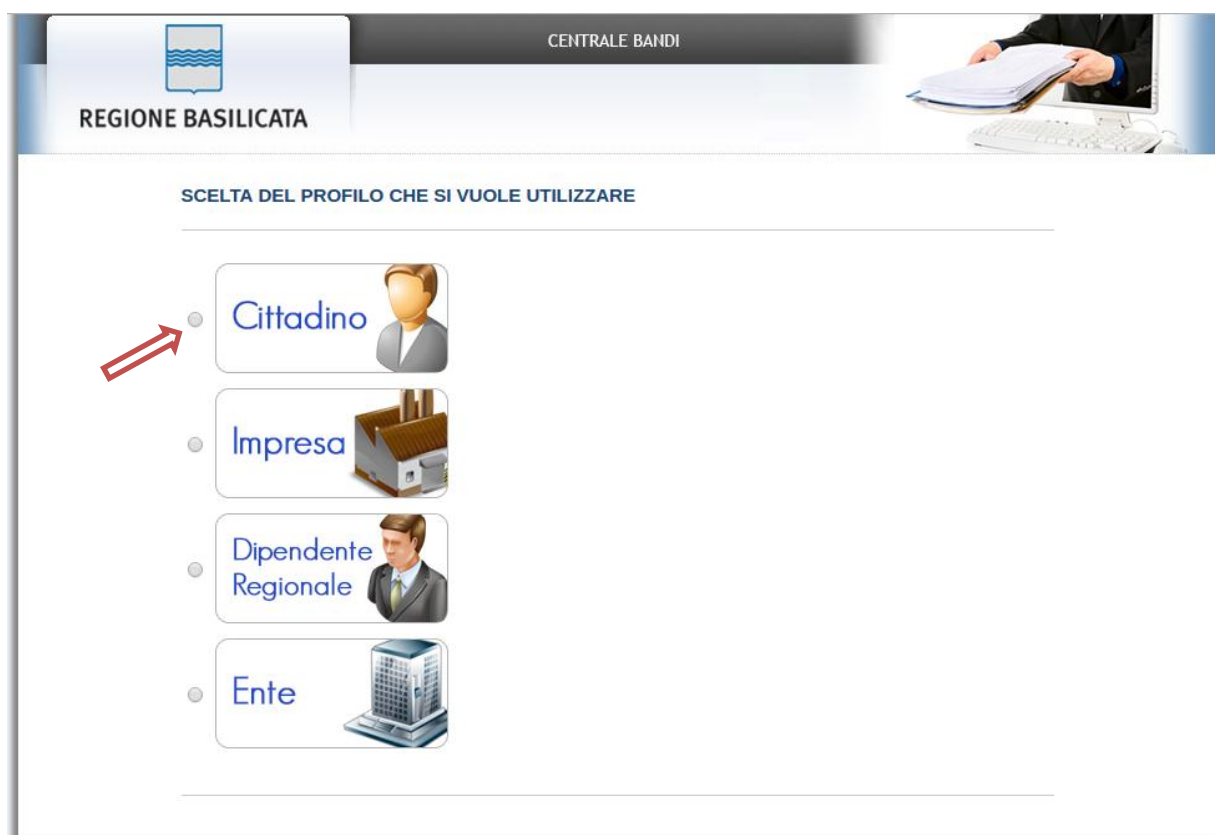 CENTRALE BANDI
REGIONE BASILICATA
SCELTA DEL PROFILO CHE SI VUOLE UTILIZZARE
Cittadino
Impresa
Dipendente
Regionale
Ente